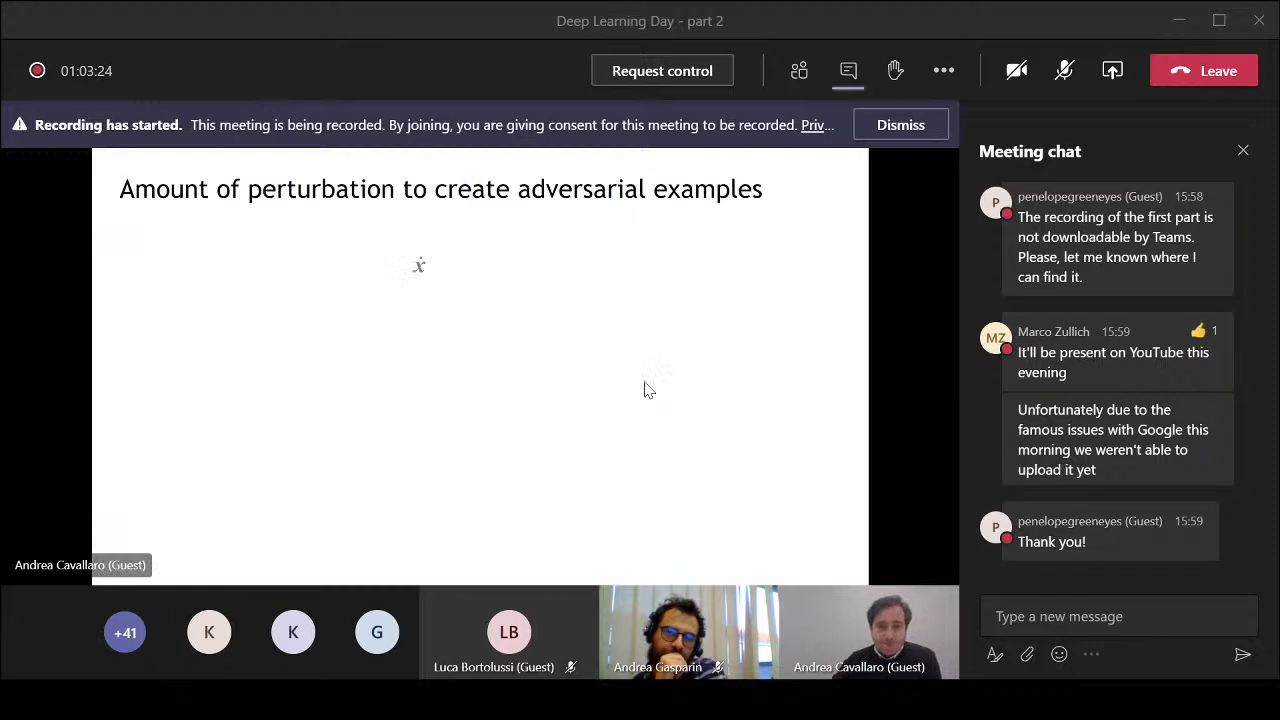 Deep Learning Day - part 2
01:03:24
Request control
Leave
Recording has started. This meeting is being recorded. By joining, you are giving consent for this meeting to be recorded. Priv...
Dismiss
Amount of perturbation to create adversarial examples
ẋ
Andrea Cavallaro (Guest)
+41
K
K
G
LB
Luca Bortolussi (Guest)
Andrea Gasparin
Andrea Cavallaro (Guest)
Meeting chat
P
penelopegreeneyes (Guest) 15:58
The recording of the first part is
not downloadable by Teams.
Please, let me known where I
can find it.
MZ
Marco Zullich 15:59
👍 1
It'll be present on YouTube this
evening
Unfortunately due to the
famous issues with Google this
morning we weren't able to
upload it yet
P
penelopegreeneyes (Guest) 15:59
Thank you!
Type a new message